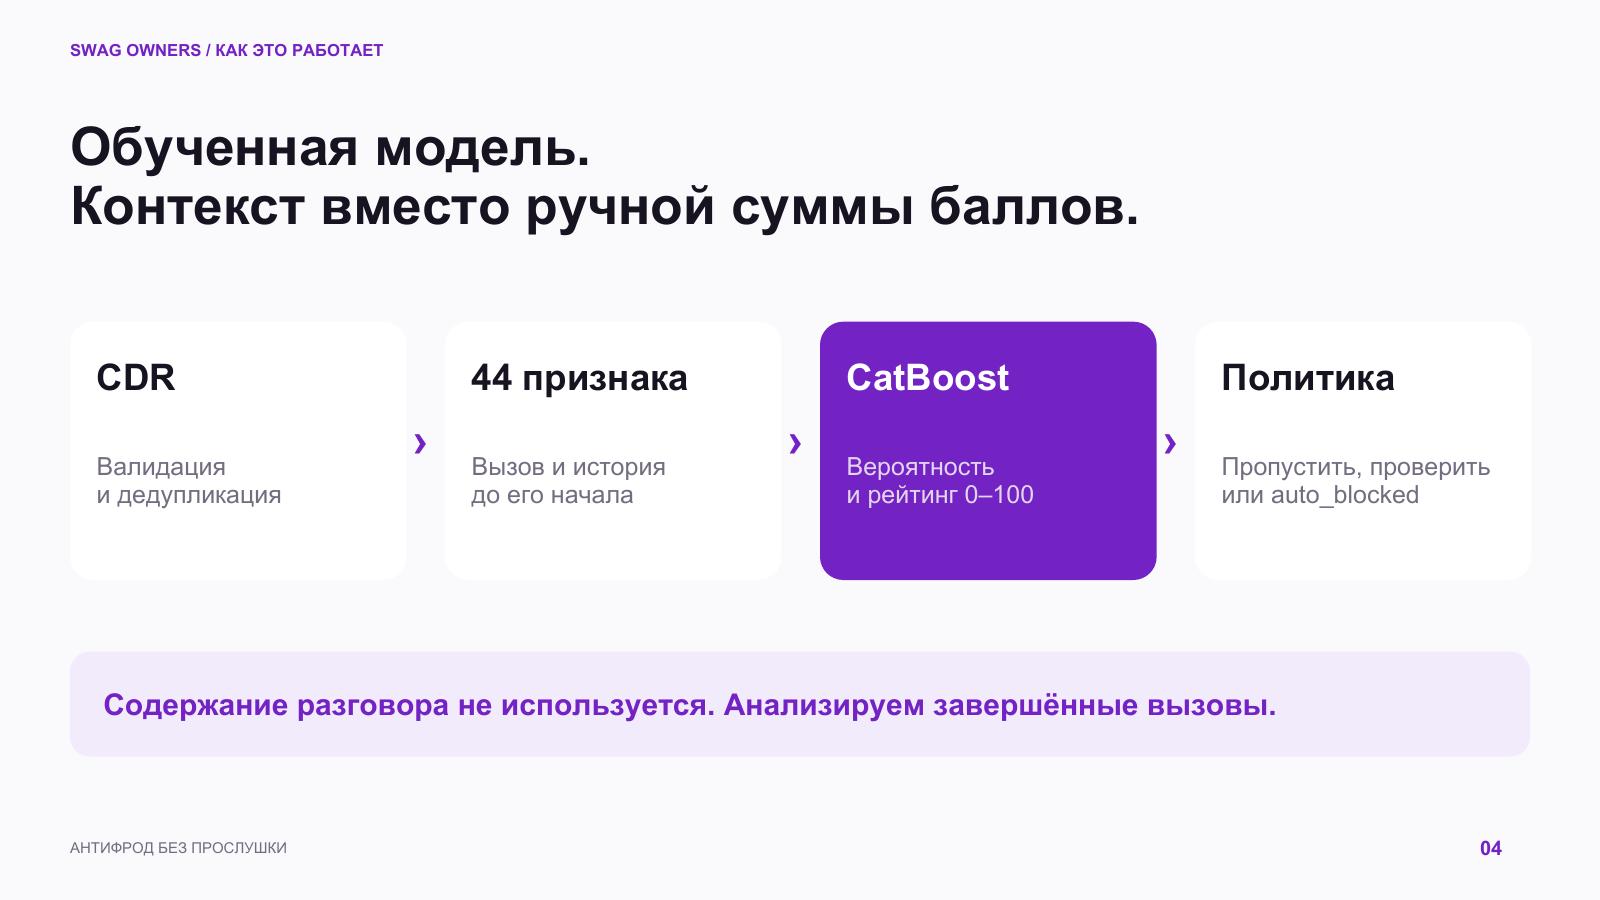 SWAG OWNERS / КАК ЭТО РАБОТАЕТ
Обученная модель.
Контекст вместо ручной суммы баллов.
CDR
Валидация
и дедупликация
›
44 признака
Вызов и история
до его начала
›
CatBoost
Вероятность
и рейтинг 0–100
›
Политика
Пропустить, проверить
или auto_blocked
Содержание разговора не используется. Анализируем завершённые вызовы.
АНТИФРОД БЕЗ ПРОСЛУШКИ
04